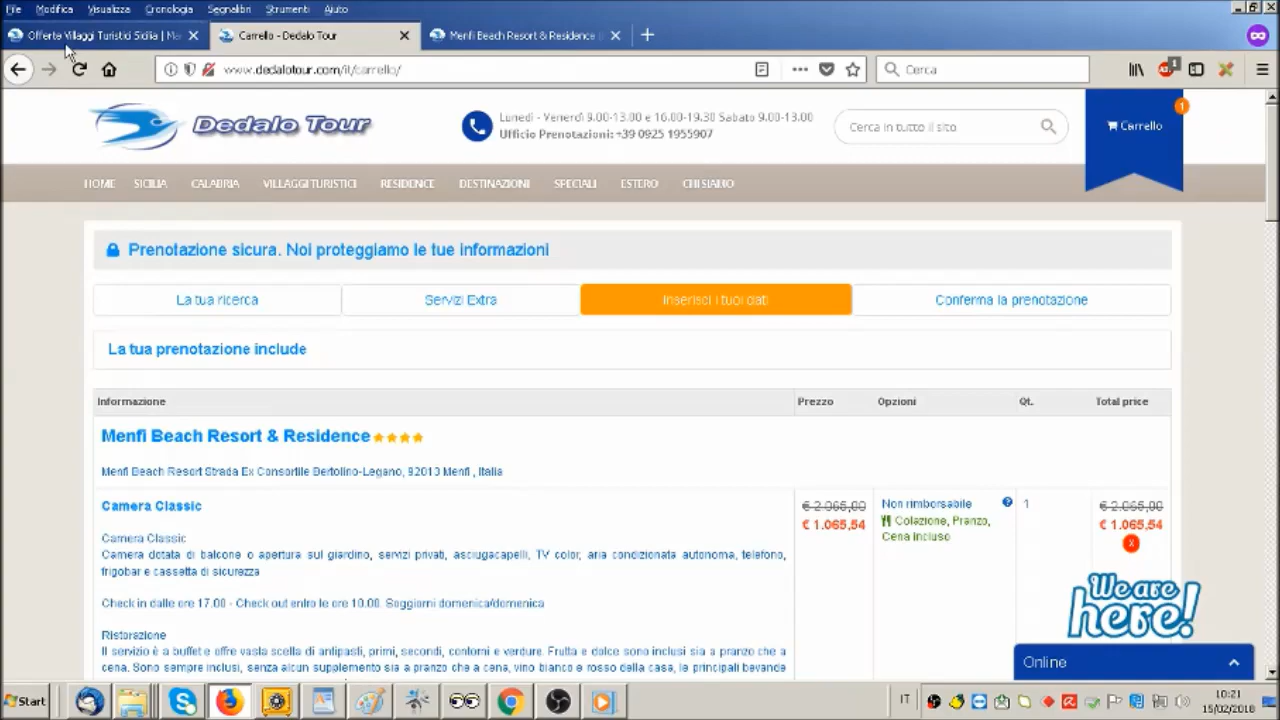 File Modifica Visualizza Cronologia Segnalibri Strumenti Aiuto
Offerte Villaggi Turistici Sicilia | Ma
Carrello - Dedalo Tour
Menfi Beach Resort & Residence
www.dedalotour.com/it/carrello/
Cerca
1
Dedalo Tour
Lunedì - Venerdì 9.00-13.00 e 16.00-19.30 Sabato 9.00-13.00
Ufficio Prenotazioni: +39 0925 1955907
Cerca in tutto il sito
Carrello
1
HOME SICILIA CALABRIA VILLAGGI TURISTICI RESIDENCE DESTINAZIONI SPECIALI ESTERO CHI SIAMO
Prenotazione sicura. Noi proteggiamo le tue informazioni
La tua ricerca
Servizi Extra
Inserisci i tuoi dati
Conferma la prenotazione
La tua prenotazione include
Informazione Prezzo Opzioni Qt. Total price
Menfi Beach Resort & Residence
Menfi Beach Resort Strada Ex Consortile Bertolino-Legano, 92013 Menfi , Italia
Camera Classic
€ 2.065,00
€ 1.065,54
Non rimborsabile
Colazione, Pranzo,
Cena incluso
1
€ 2.065,00
€ 1.065,54
X
Camera Classic
Camera dotata di balcone o apertura sul giardino, servizi privati, asciugacapelli, TV color, aria condizionata autonoma, telefono,
frigobar e cassetta di sicurezza
Check in dalle ore 17.00 - Check out entro le ore 10.00. Soggiorni domenica/domenica
Ristorazione
Il servizio è a buffet e offre vasta scelta di antipasti, primi, secondi, contorni e verdure. Frutta e dolce sono inclusi sia a pranzo che a
cena. Sono sempre inclusi, senza alcun supplemento sia a pranzo che a cena, vino bianco e rosso della casa, le principali bevande
We are
here!
Online
Start
IT
10:21
15/02/2018